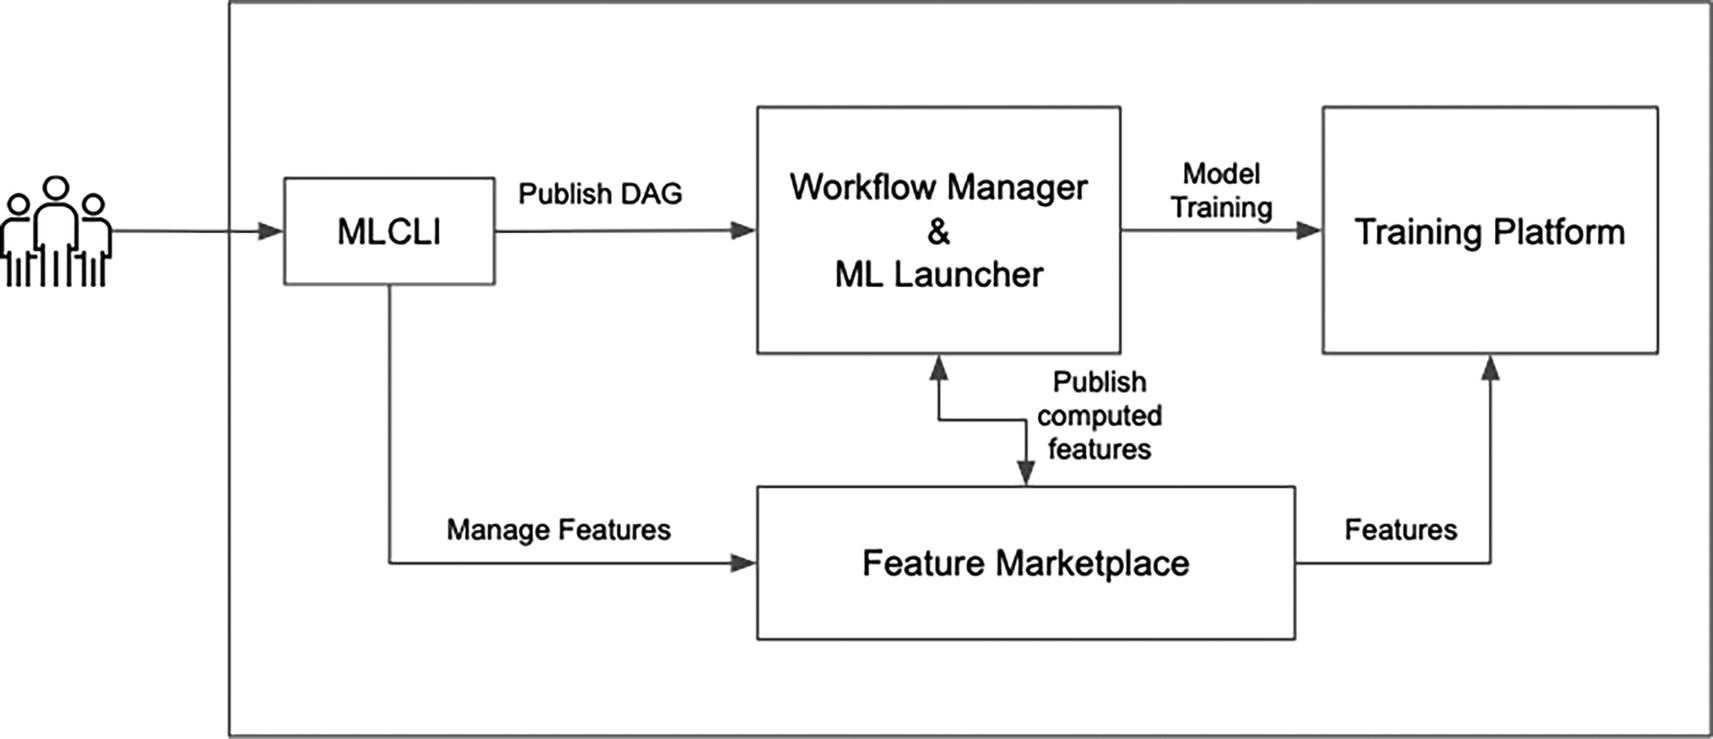 MLCLI
Publish DAG
Workflow Manager
&
ML Launcher
Model
Training
Training Platform
Publish
computed
features
Manage Features
Feature Marketplace
Features